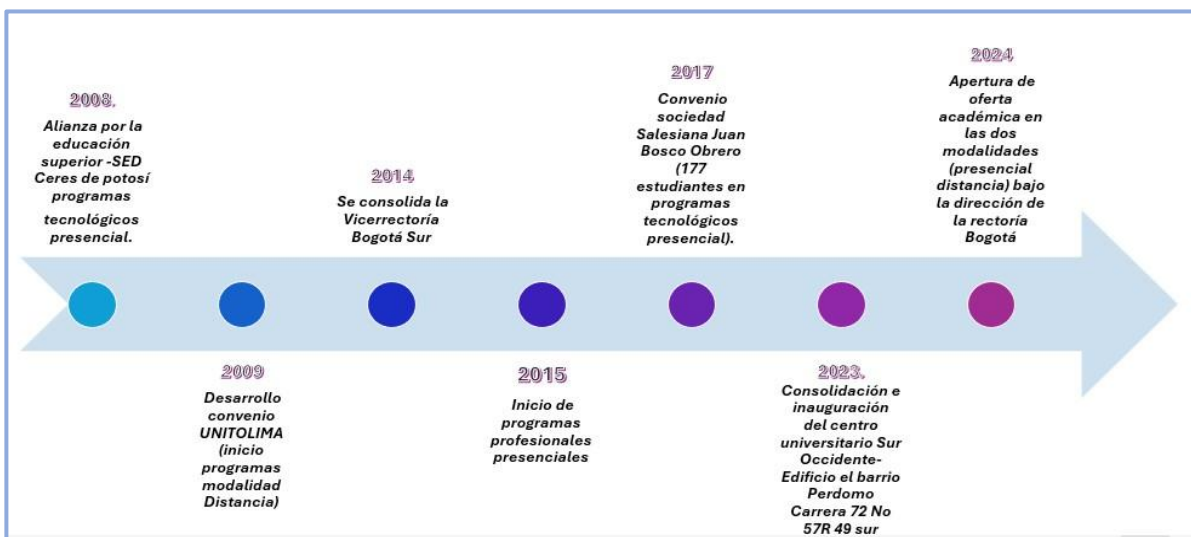 2008.
Alianza por la
educación
superior -SED
Ceres de potosí
programas
tecnológicos
presencial.
2009
Desarrollo
convenio
UNITOLIMA
(inicio
programas
modalidad
Distancia)
2014
Se consolida la
Vicerrectoría
Bogotá Sur
2015
Inicio de
programas
profesionales
presenciales
2017
Convenio
sociedad
Salesiana Juan
Bosco Obrero
(177
estudiantes en
programas
tecnológicos
presencial).
2023.
Consolidación e
inauguración
del centro
universitario Sur
Occidente-
Edificio el barrio
Perdomo
Carrera 72 No
57R 49 sur
2024
Apertura de
oferta
académica en
las dos
modalidades
(presencial
distancia) bajo
la dirección de
la rectoría
Bogotá